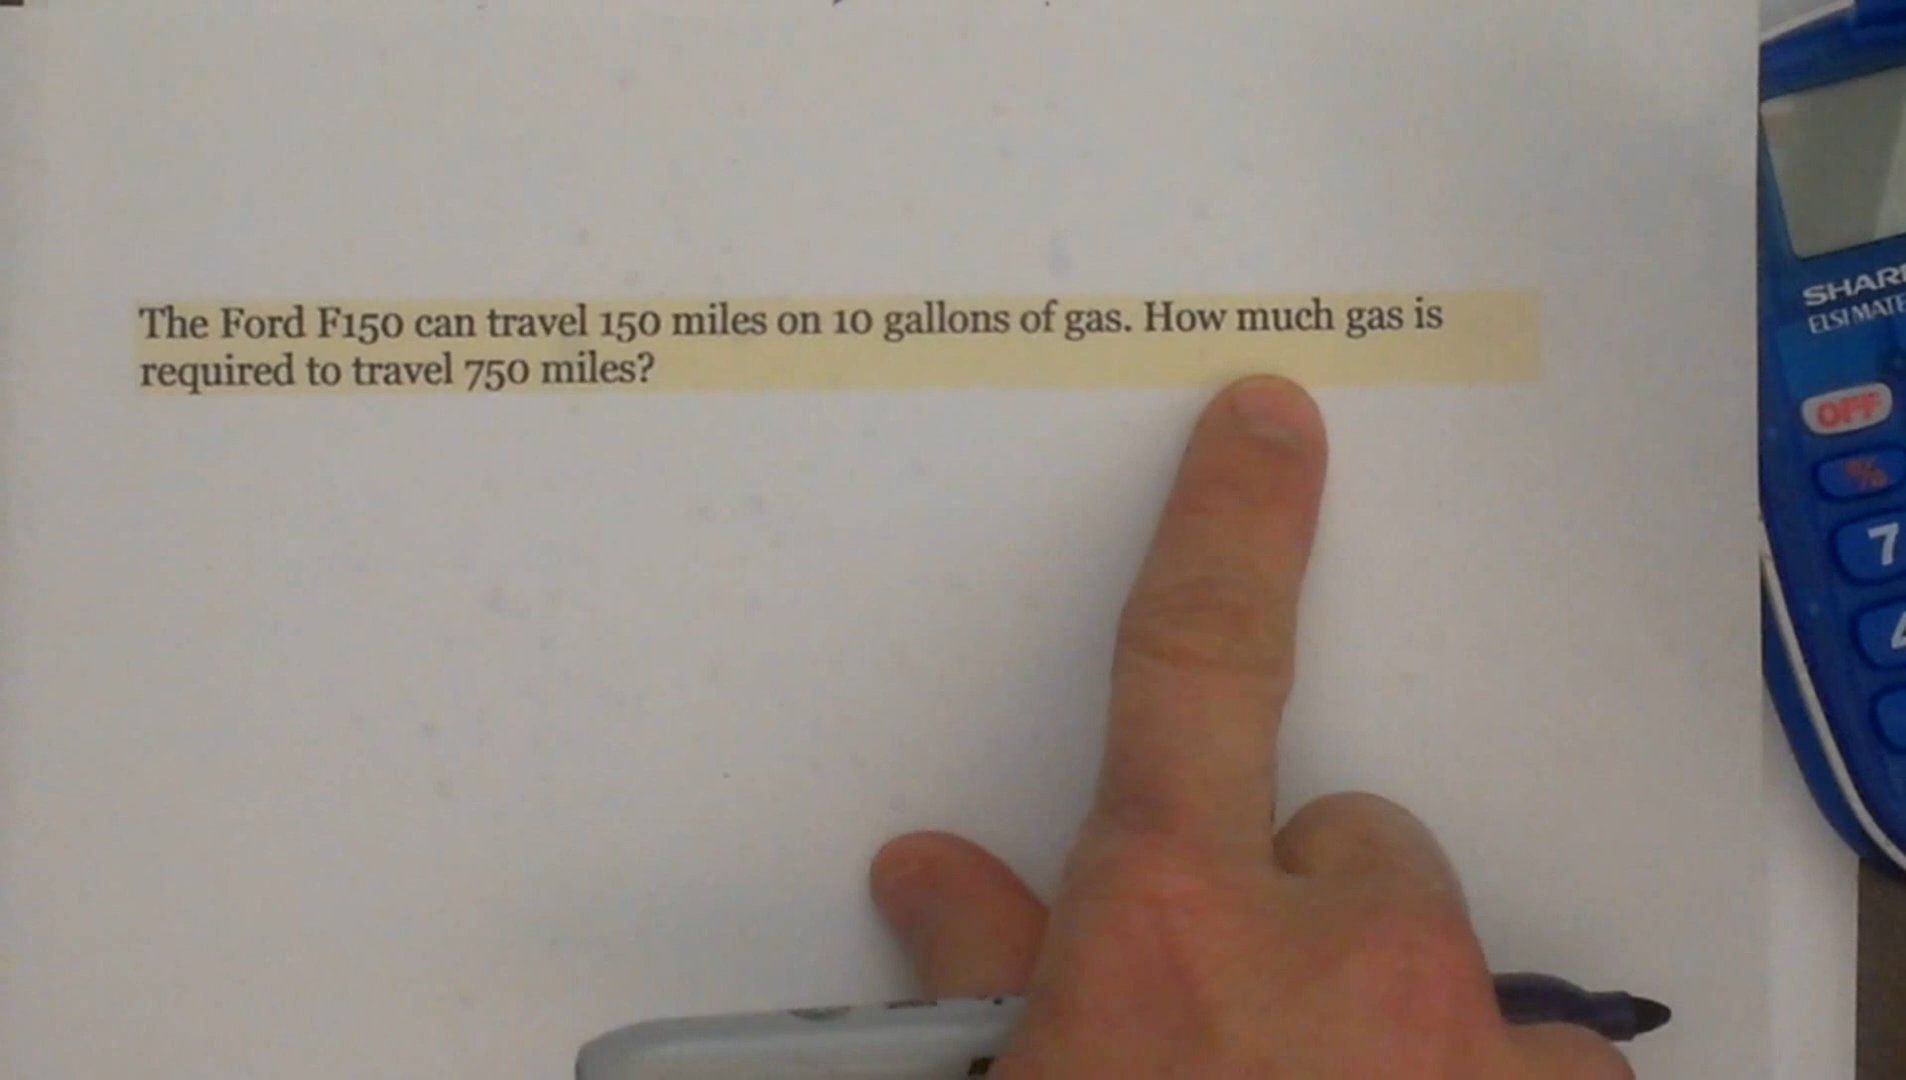 The Ford F150 can travel 150 miles on 10 gallons of gas. How much gas is
required to travel 750 miles?
SHAR
ELSI MATE
OFF
%
7